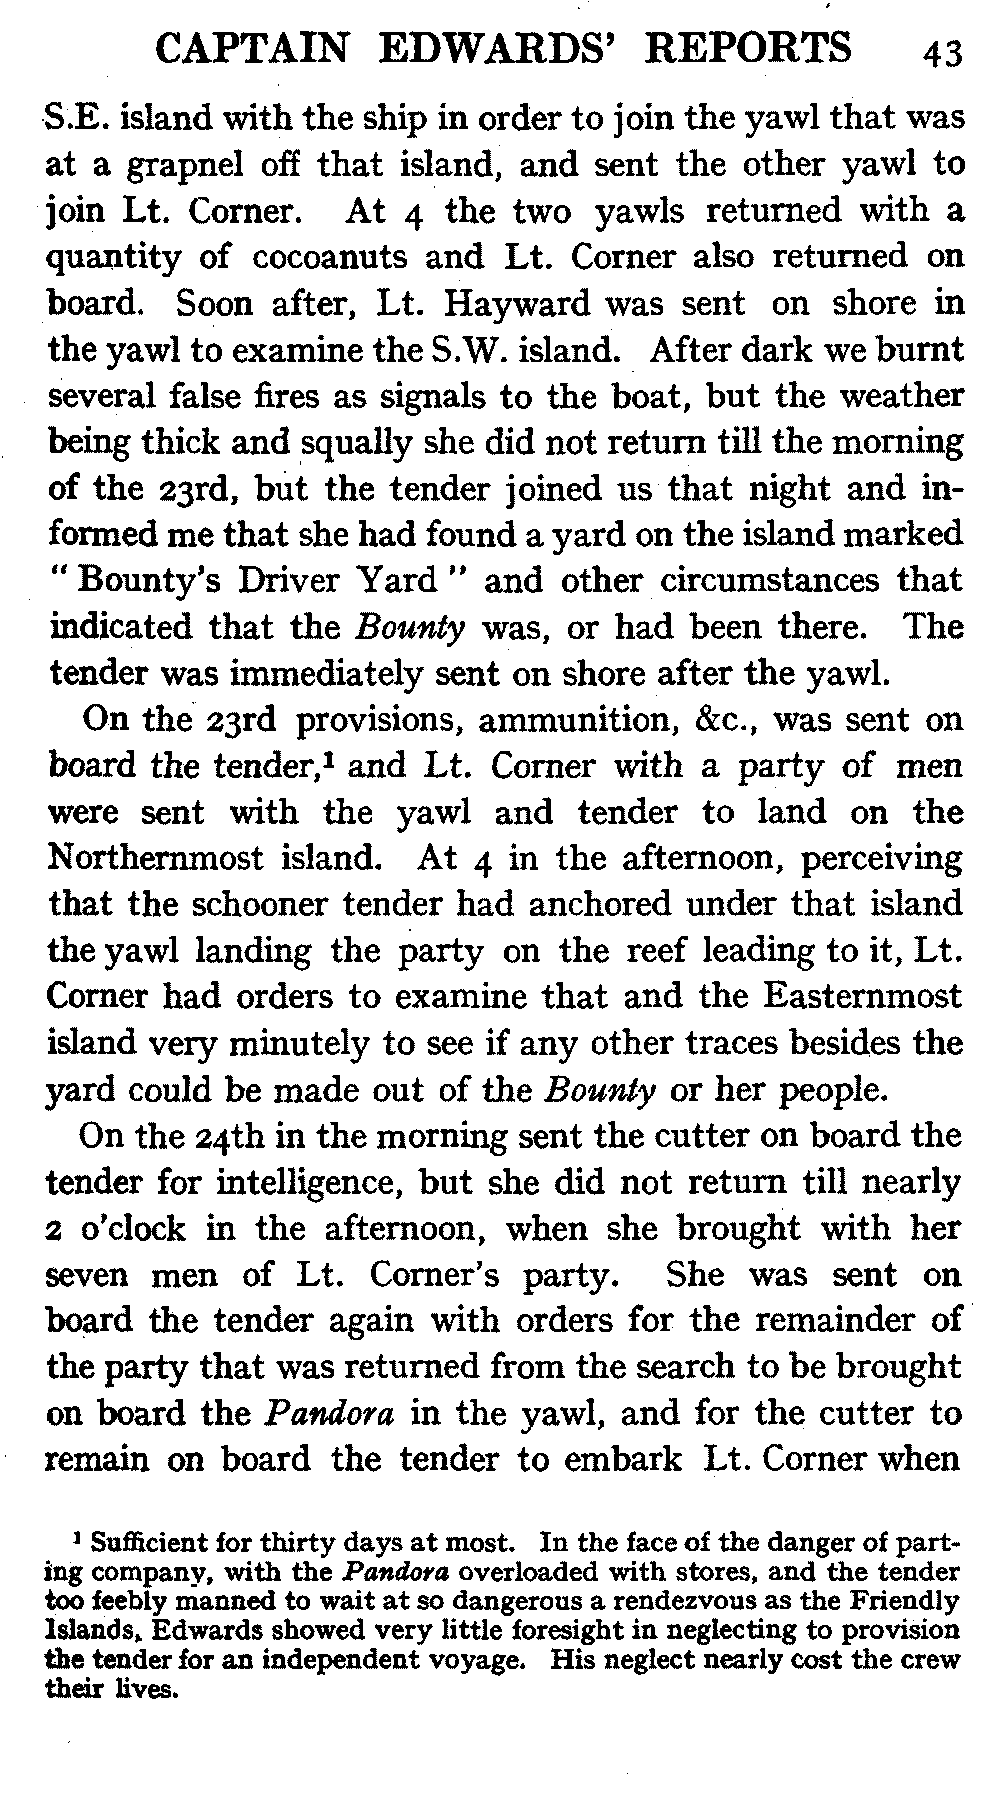 CAPTAIN EDWARDS' REPORTS 43
S.E. island with the ship in order to join the yawl that was
at a grapnel off that island, and sent the other yawl to
join Lt. Corner. At 4 the two yawls returned with a
quantity of cocoanuts and Lt. Corner also returned on
board. Soon after, Lt. Hayward was sent on shore in
the yawl to examine the S.W. island. After dark we burnt
several false fires as signals to the boat, but the weather
being thick and squally she did not return till the morning
of the 23rd, but the tender joined us that night and in-
formed me that she had found a yard on the island marked
" Bounty's Driver Yard " and other circumstances that
indicated that the Bounty was, or had been there. The
tender was immediately sent on shore after the yawl.
On the 23rd provisions, ammunition, &c., was sent on
board the tender,¹ and Lt. Corner with a party of men
were sent with the yawl and tender to land on the
Northernmost island. At 4 in the afternoon, perceiving
that the schooner tender had anchored under that island
the yawl landing the party on the reef leading to it, Lt.
Corner had orders to examine that and the Easternmost
island very minutely to see if any other traces besides the
yard could be made out of the Bounty or her people.
On the 24th in the morning sent the cutter on board the
tender for intelligence, but she did not return till nearly
2 o'clock in the afternoon, when she brought with her
seven men of Lt. Corner's party. She was sent on
board the tender again with orders for the remainder of
the party that was returned from the search to be brought
on board the Pandora in the yawl, and for the cutter to
remain on board the tender to embark Lt. Corner when
¹ Sufficient for thirty days at most. In the face of the danger of part-
ing company, with the Pandora overloaded with stores, and the tender
too feebly manned to wait at so dangerous a rendezvous as the Friendly
Islands, Edwards showed very little foresight in neglecting to provision
the tender for an independent voyage. His neglect nearly cost the crew
their lives.